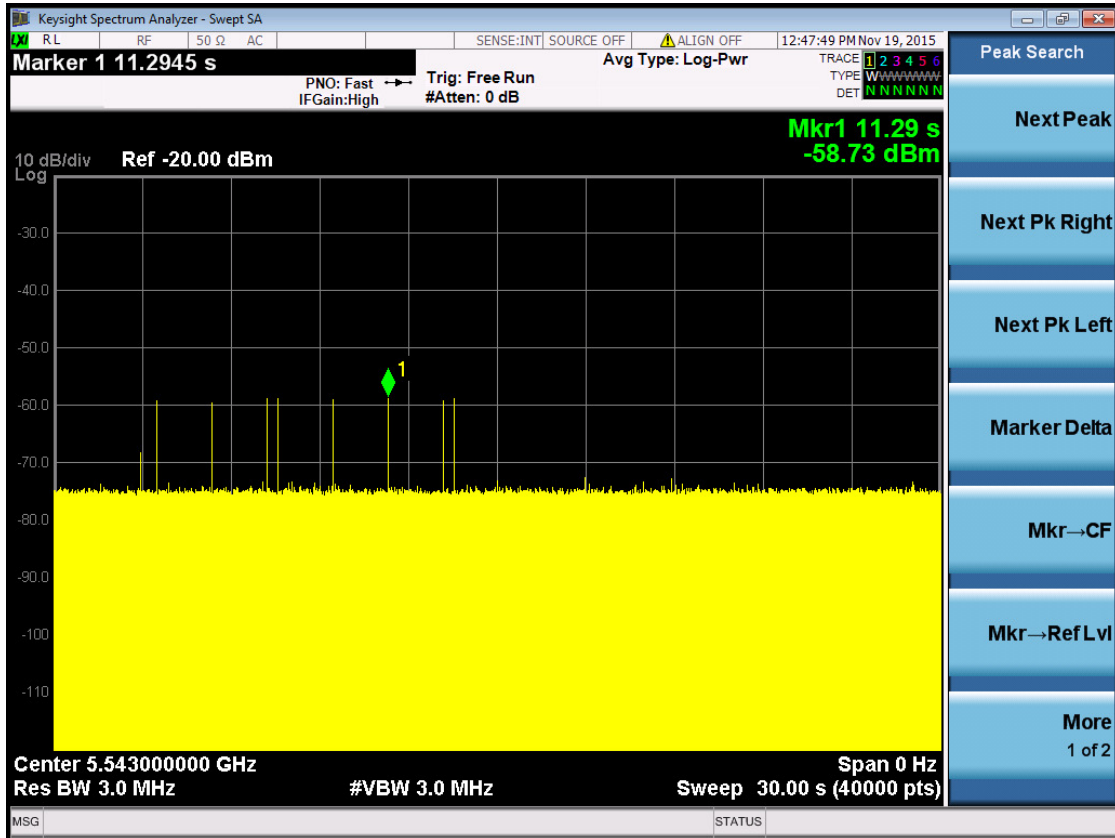 Keysight Spectrum Analyzer - Swept SA
LXI RL RF 50 Ω AC SENSE:INT SOURCE OFF ALIGN OFF 12:47:49 PM Nov 19, 2015
Marker 1 11.2945 s
Avg Type: Log-Pwr
TRACE 1 2 3 4 5 6
TYPE WWWWWW
DET N N N N N N
PNO: Fast
IFGain:High
Trig: Free Run
#Atten: 0 dB
Mkr1 11.29 s
-58.73 dBm
10 dB/div Ref -20.00 dBm
Log
-30.0
-40.0
-50.0
1
-60.0
-70.0
-80.0
-90.0
-100
-110
Center 5.543000000 GHz Span 0 Hz
Res BW 3.0 MHz #VBW 3.0 MHz Sweep 30.00 s (40000 pts)
MSG STATUS
Peak Search
Next Peak
Next Pk Right
Next Pk Left
Marker Delta
Mkr→CF
Mkr→Ref Lvl
More
1 of 2